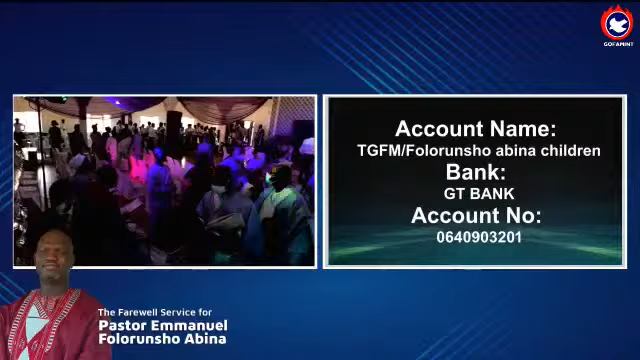 GOFAMINT
Account Name:
TGFM/Folorunsho abina children
Bank:
GT BANK
Account No:
0640903201
The Farewell Service for
Pastor Emmanuel
Folorunsho Abina